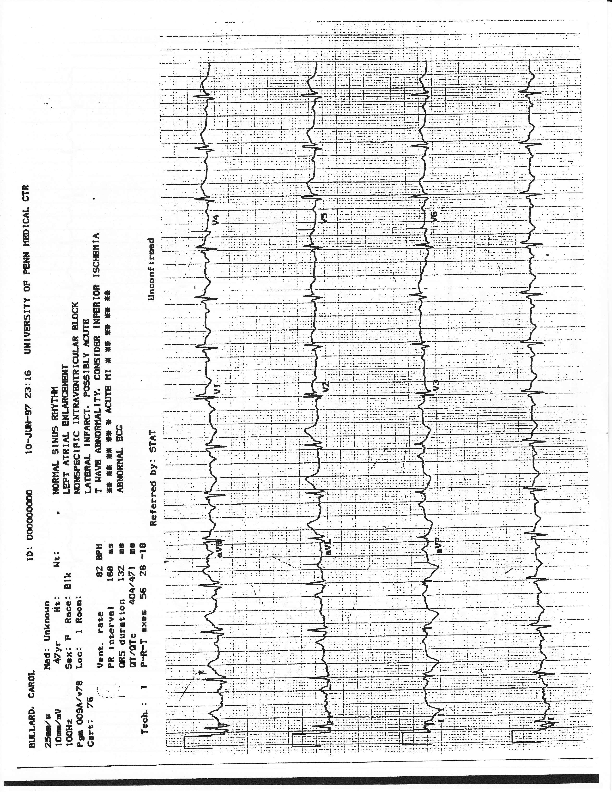 BULLARD, CAROL ID: 000000000 10-JUN-97 23:16 UNIVERSITY OF PENN MEDICAL CTR
25mm/s Med: Unknown NORMAL SINUS RHYTHM
10mm/mV 47yr Ht: Wt: LEFT ATRIAL ENLARGEMENT
100Hz Sex: F Race: Blk NONSPECIFIC INTRAVENTRICULAR BLOCK
Pgm 009A/v78 Loc: 1 Room: LATERAL INFARCT, POSSIBLY ACUTE
Cart: 76 T WAVE ABNORMALITY, CONSIDER INFERIOR ISCHEMIA
Vent. rate 82 BPM ** ** ** ** * ACUTE MI * ** ** ** **
PR interval 160 ms ABNORMAL ECG
QRS duration 132 ms
QT/QTc 404/471 ms
P-R-T axes 56 28 -10
Tech.: 1 Referred by: STAT Unconfirmed
aVR V1 V4
II aVL V2 V5
aVF V3 V6
V1